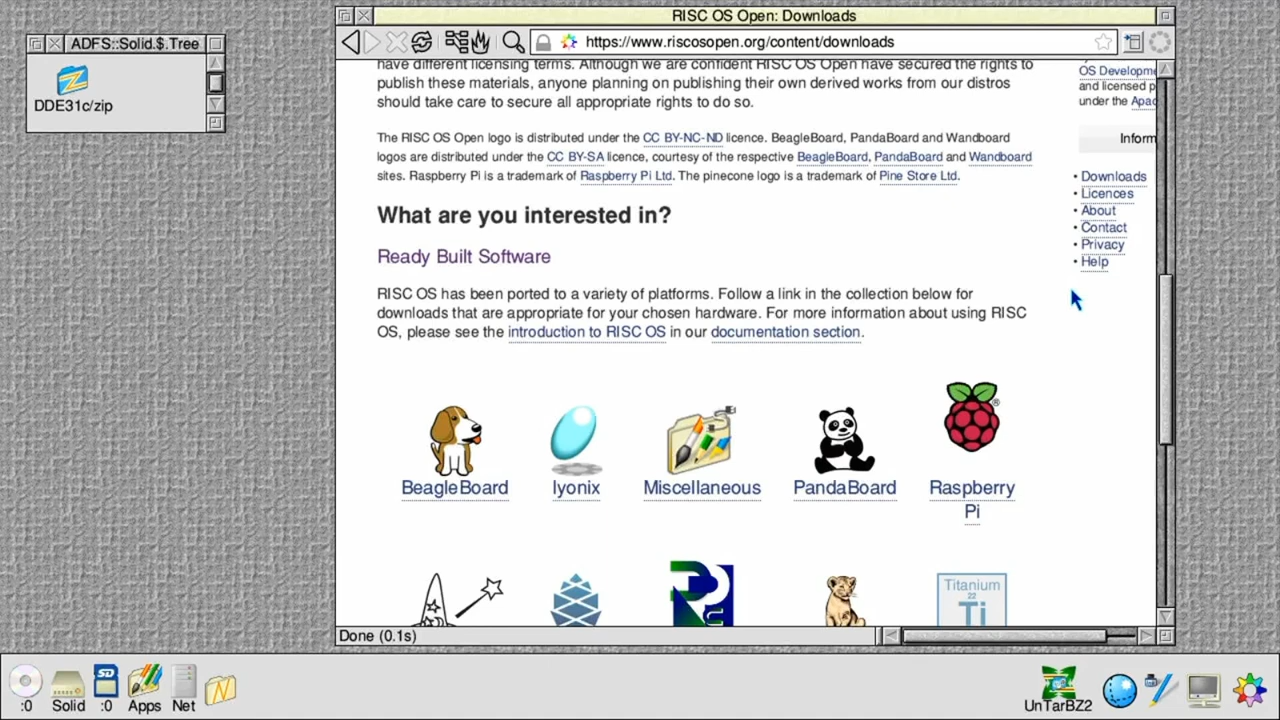 ADFS::Solid.$.Tree
DDE31c/zip
RISC OS Open: Downloads
https://www.riscosopen.org/content/downloads
have different licensing terms. Although we are confident RISC OS Open have secured the rights to
publish these materials, anyone planning on publishing their own derived works from our
distros
should take care to secure all appropriate rights to do so.
The RISC OS Open logo is distributed under the CC BY-NC-ND licence. BeagleBoard, PandaBoard and Wandboard
logos are distributed under the CC BY-SA licence, courtesy of the respective BeagleBoard, PandaBoard and Wandboard
sites. Raspberry Pi is a trademark of Raspberry Pi Ltd. The pinecone logo is a trademark of Pine Store Ltd.
What are you interested in?
Ready Built Software
RISC OS has been ported to a variety of platforms. Follow a link in the collection below for
downloads that are appropriate for your chosen hardware. For more information about using RISC
OS, please see the introduction to RISC OS in our documentation section.
BeagleBoard
Iyonix
Miscellaneous
PandaBoard
Raspberry
Pi
®
Titanium
22
Ti
OS Developme
and licensed p
under the Apac
Inform
• Downloads
• Licences
• About
• Contact
• Privacy
• Help
Done (0.1s)
:0
Solid
SD
:0
Apps
Net
UnTarBZ2